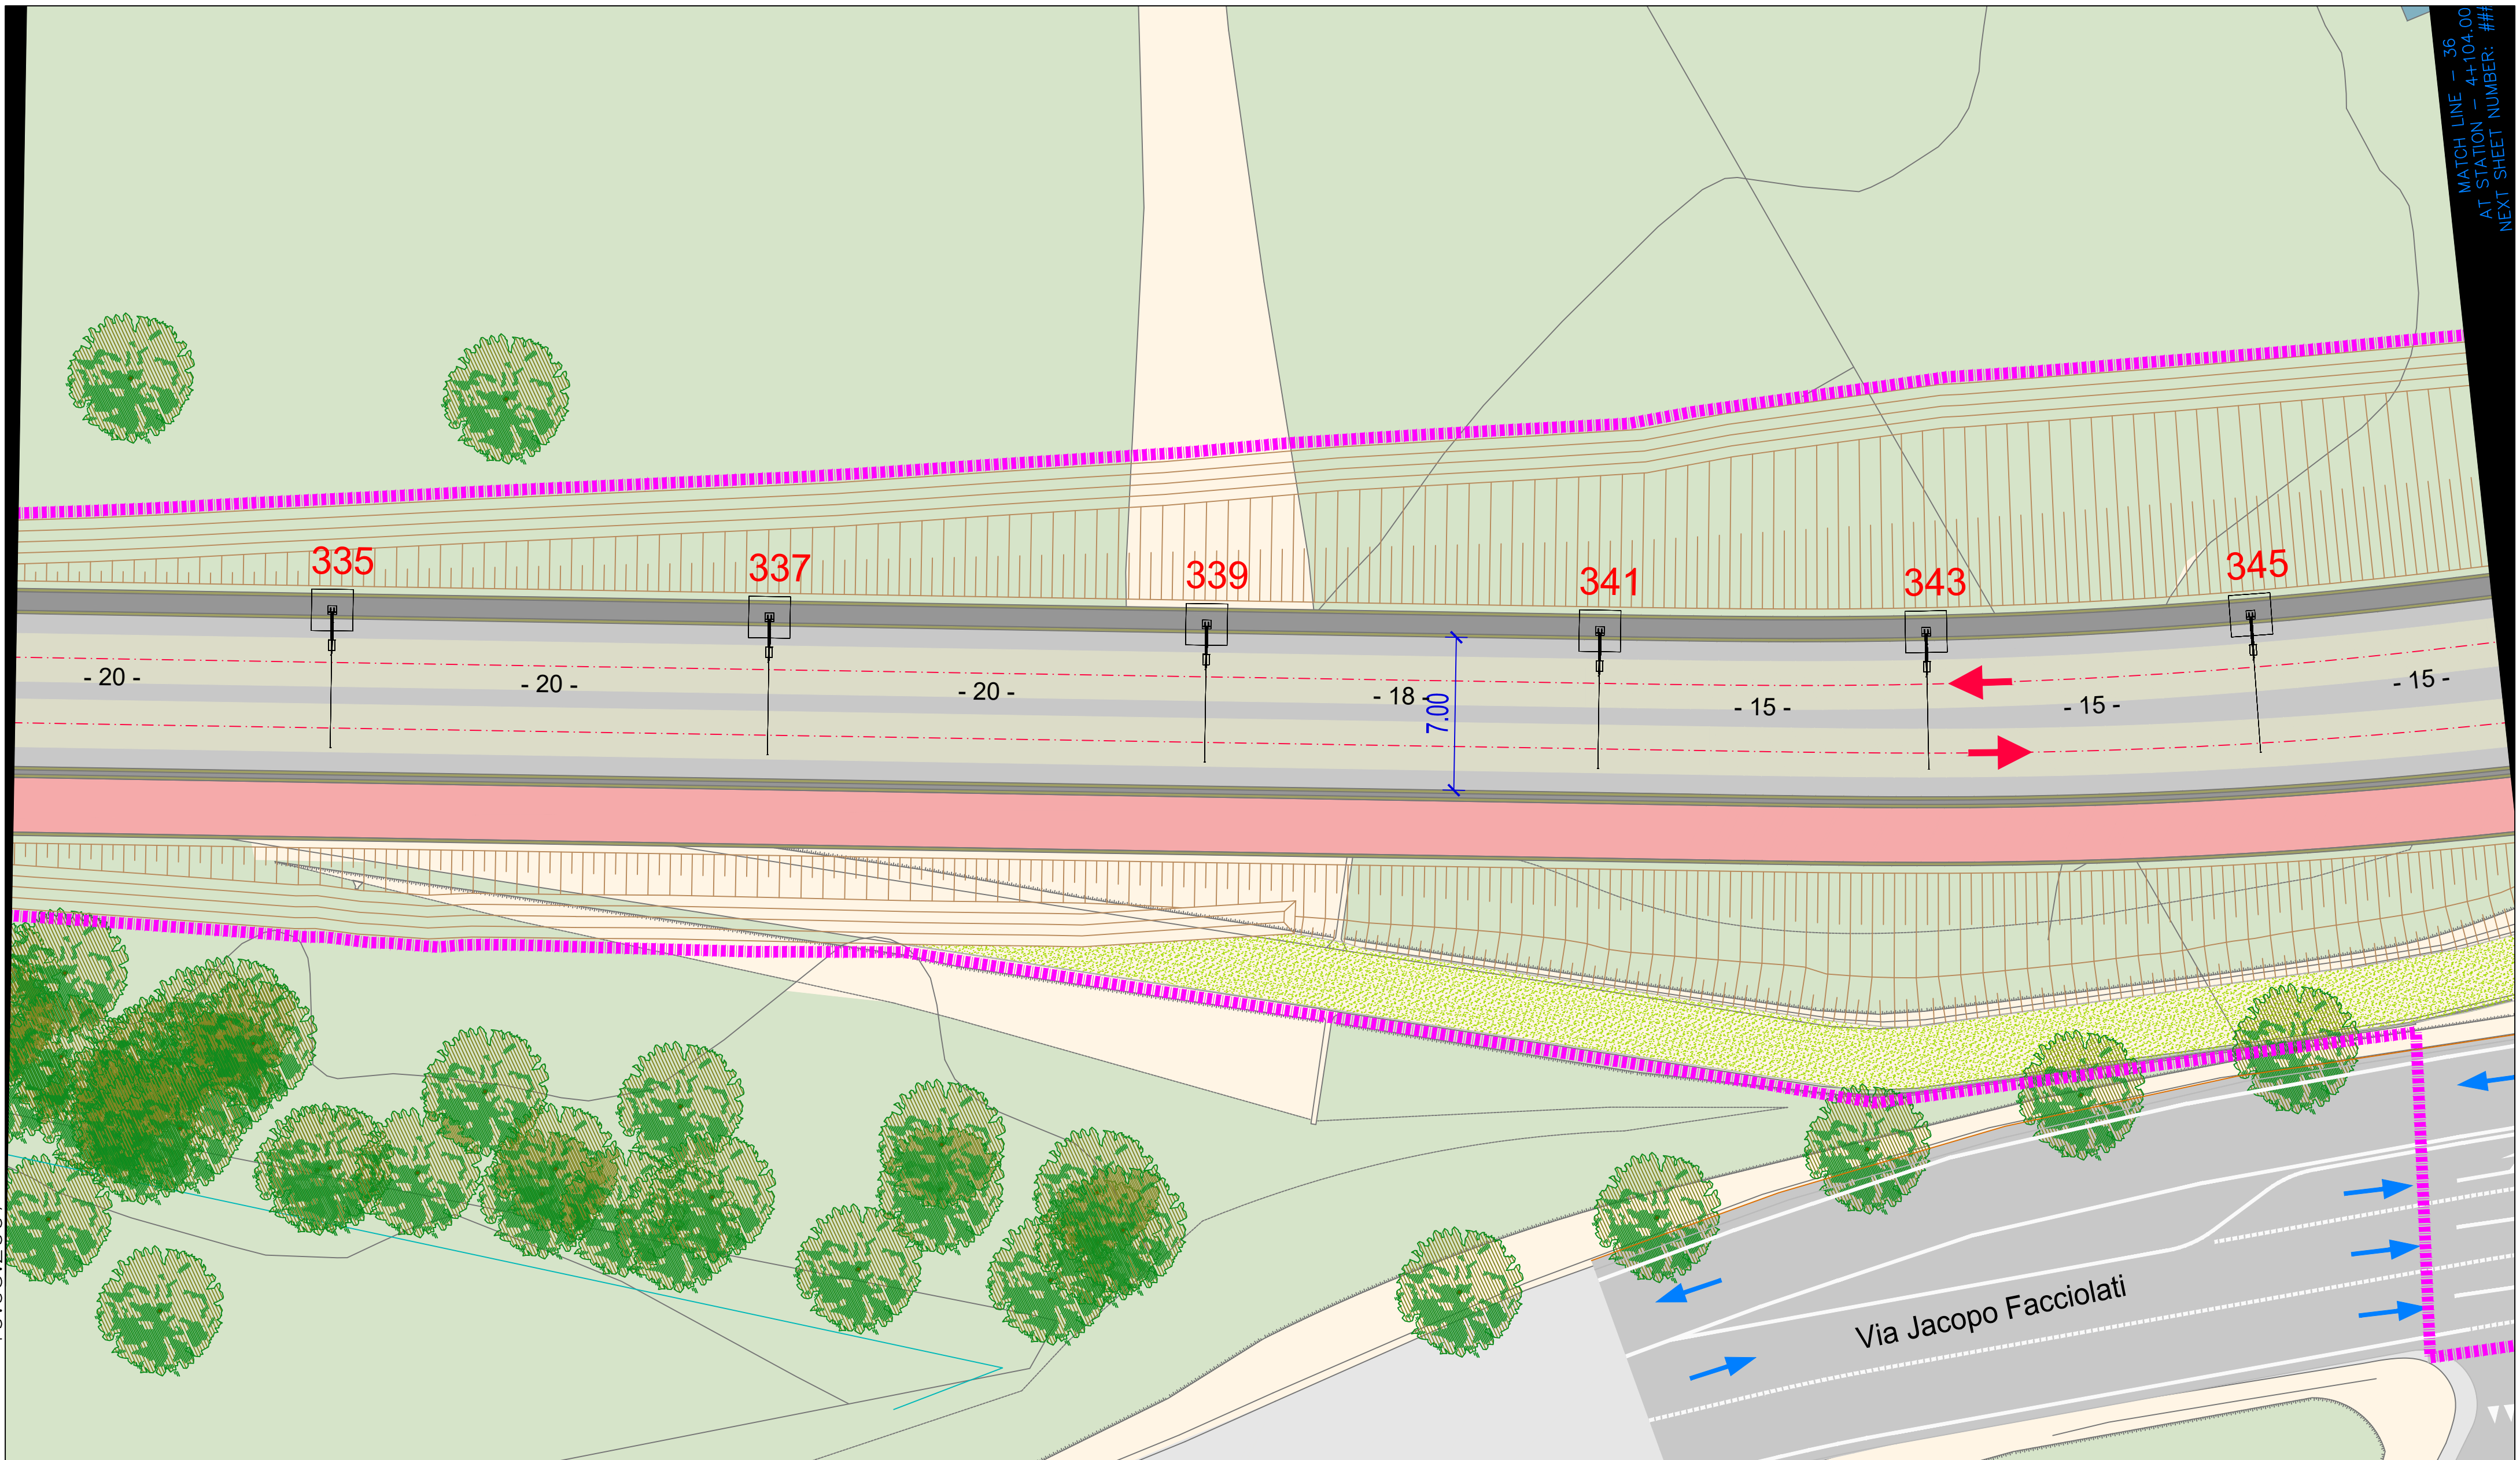 MATCH LINE - 36
AT STATION - 4+104.00
NEXT SHEET NUMBER: ###
335
337
339
341
343
345
- 20 -
- 20 -
- 20 -
- 18 -
- 15 -
- 15 -
- 15 -
7.00
Via Jacopo Facciolati